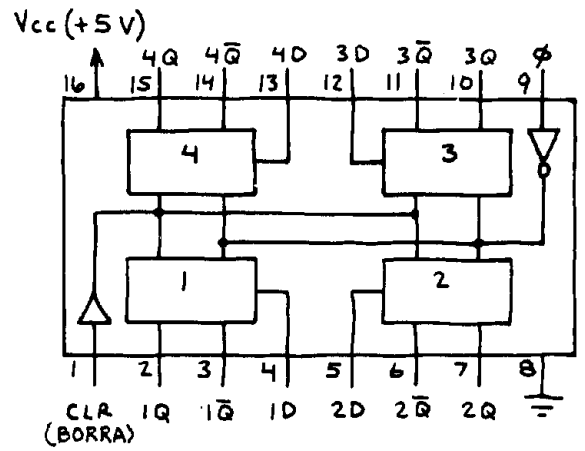 Vcc (+5 V)
4Q 4Q̅ 4D 3D 3Q̅ 3Q ϕ
16 15 14 13 12 11 10 9
4 3
1 2
1 2 3 4 5 6 7 8
CLR 1Q 1Q̅ 1D 2D 2Q̅ 2Q
(BORRA)